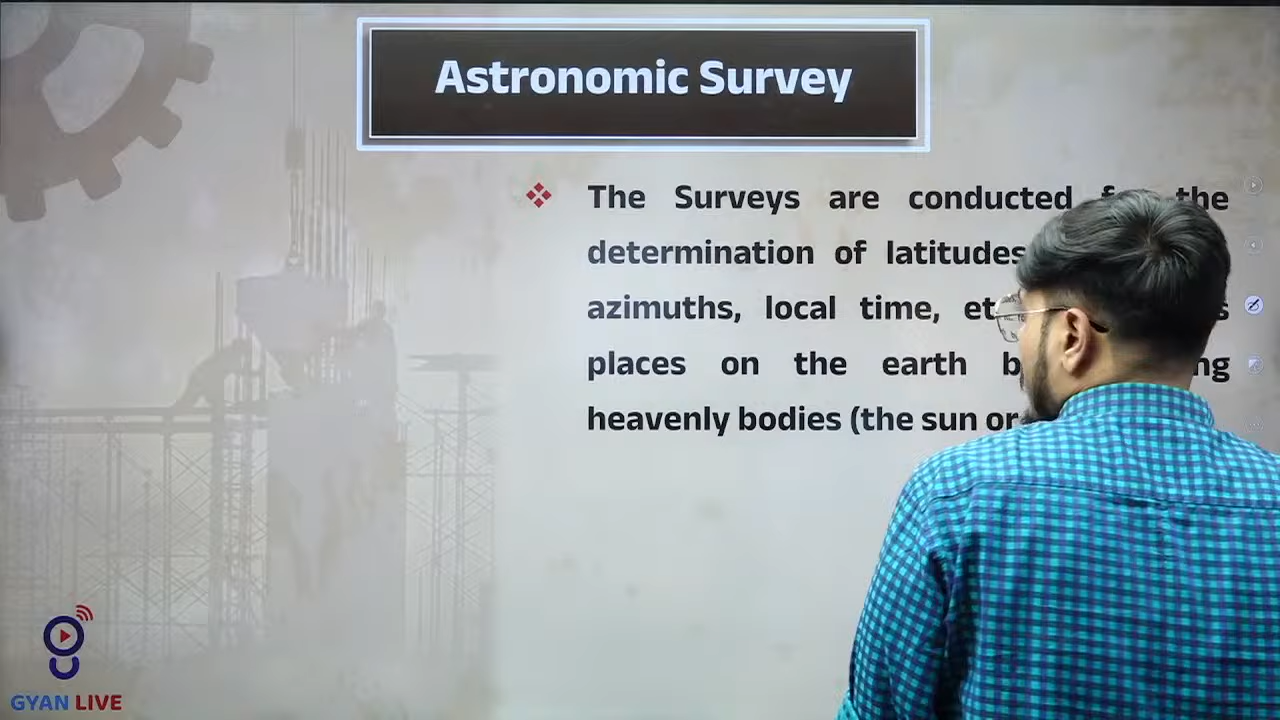 Astronomic Survey
The Surveys are conducted the
determination of latitudes
azimuths, local time,
places on the earth
heavenly bodies (the sun or
GYAN LIVE